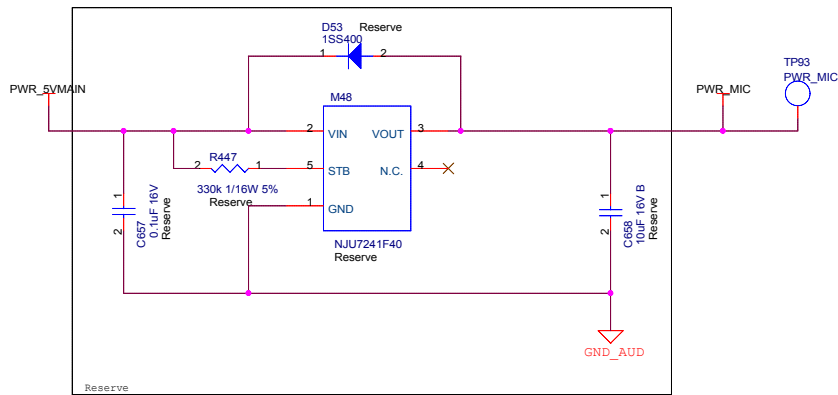 D53 Reserve
1SS400
1 2
TP93
PWR_MIC
PWR_5VMAIN
PWR_MIC
M48
2 VIN VOUT 3
R447
2 1
5 STB N.C. 4
330k 1/16W 5%
Reserve
1 GND
1
2
C657
0.1uF 16V
Reserve
NJU7241F40
Reserve
1
2
C658
10uF 16V B
Reserve
GND_AUD
Reserve